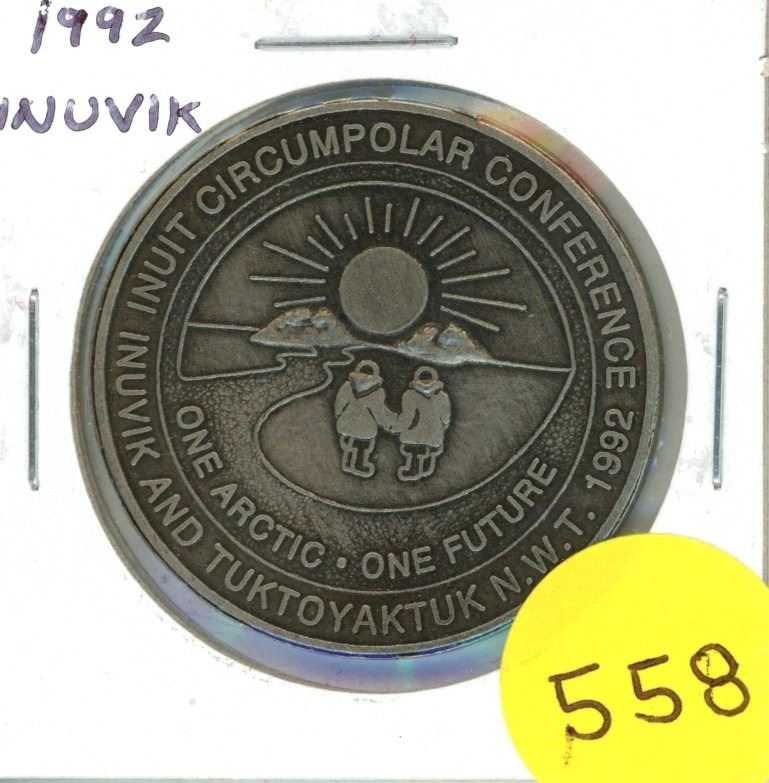 1992
INUVIK
INUIT CIRCUMPOLAR CONFERENCE 1992
INUVIK AND TUKTOYAKTUK N.W.T.
ONE ARCTIC · ONE FUTURE
558